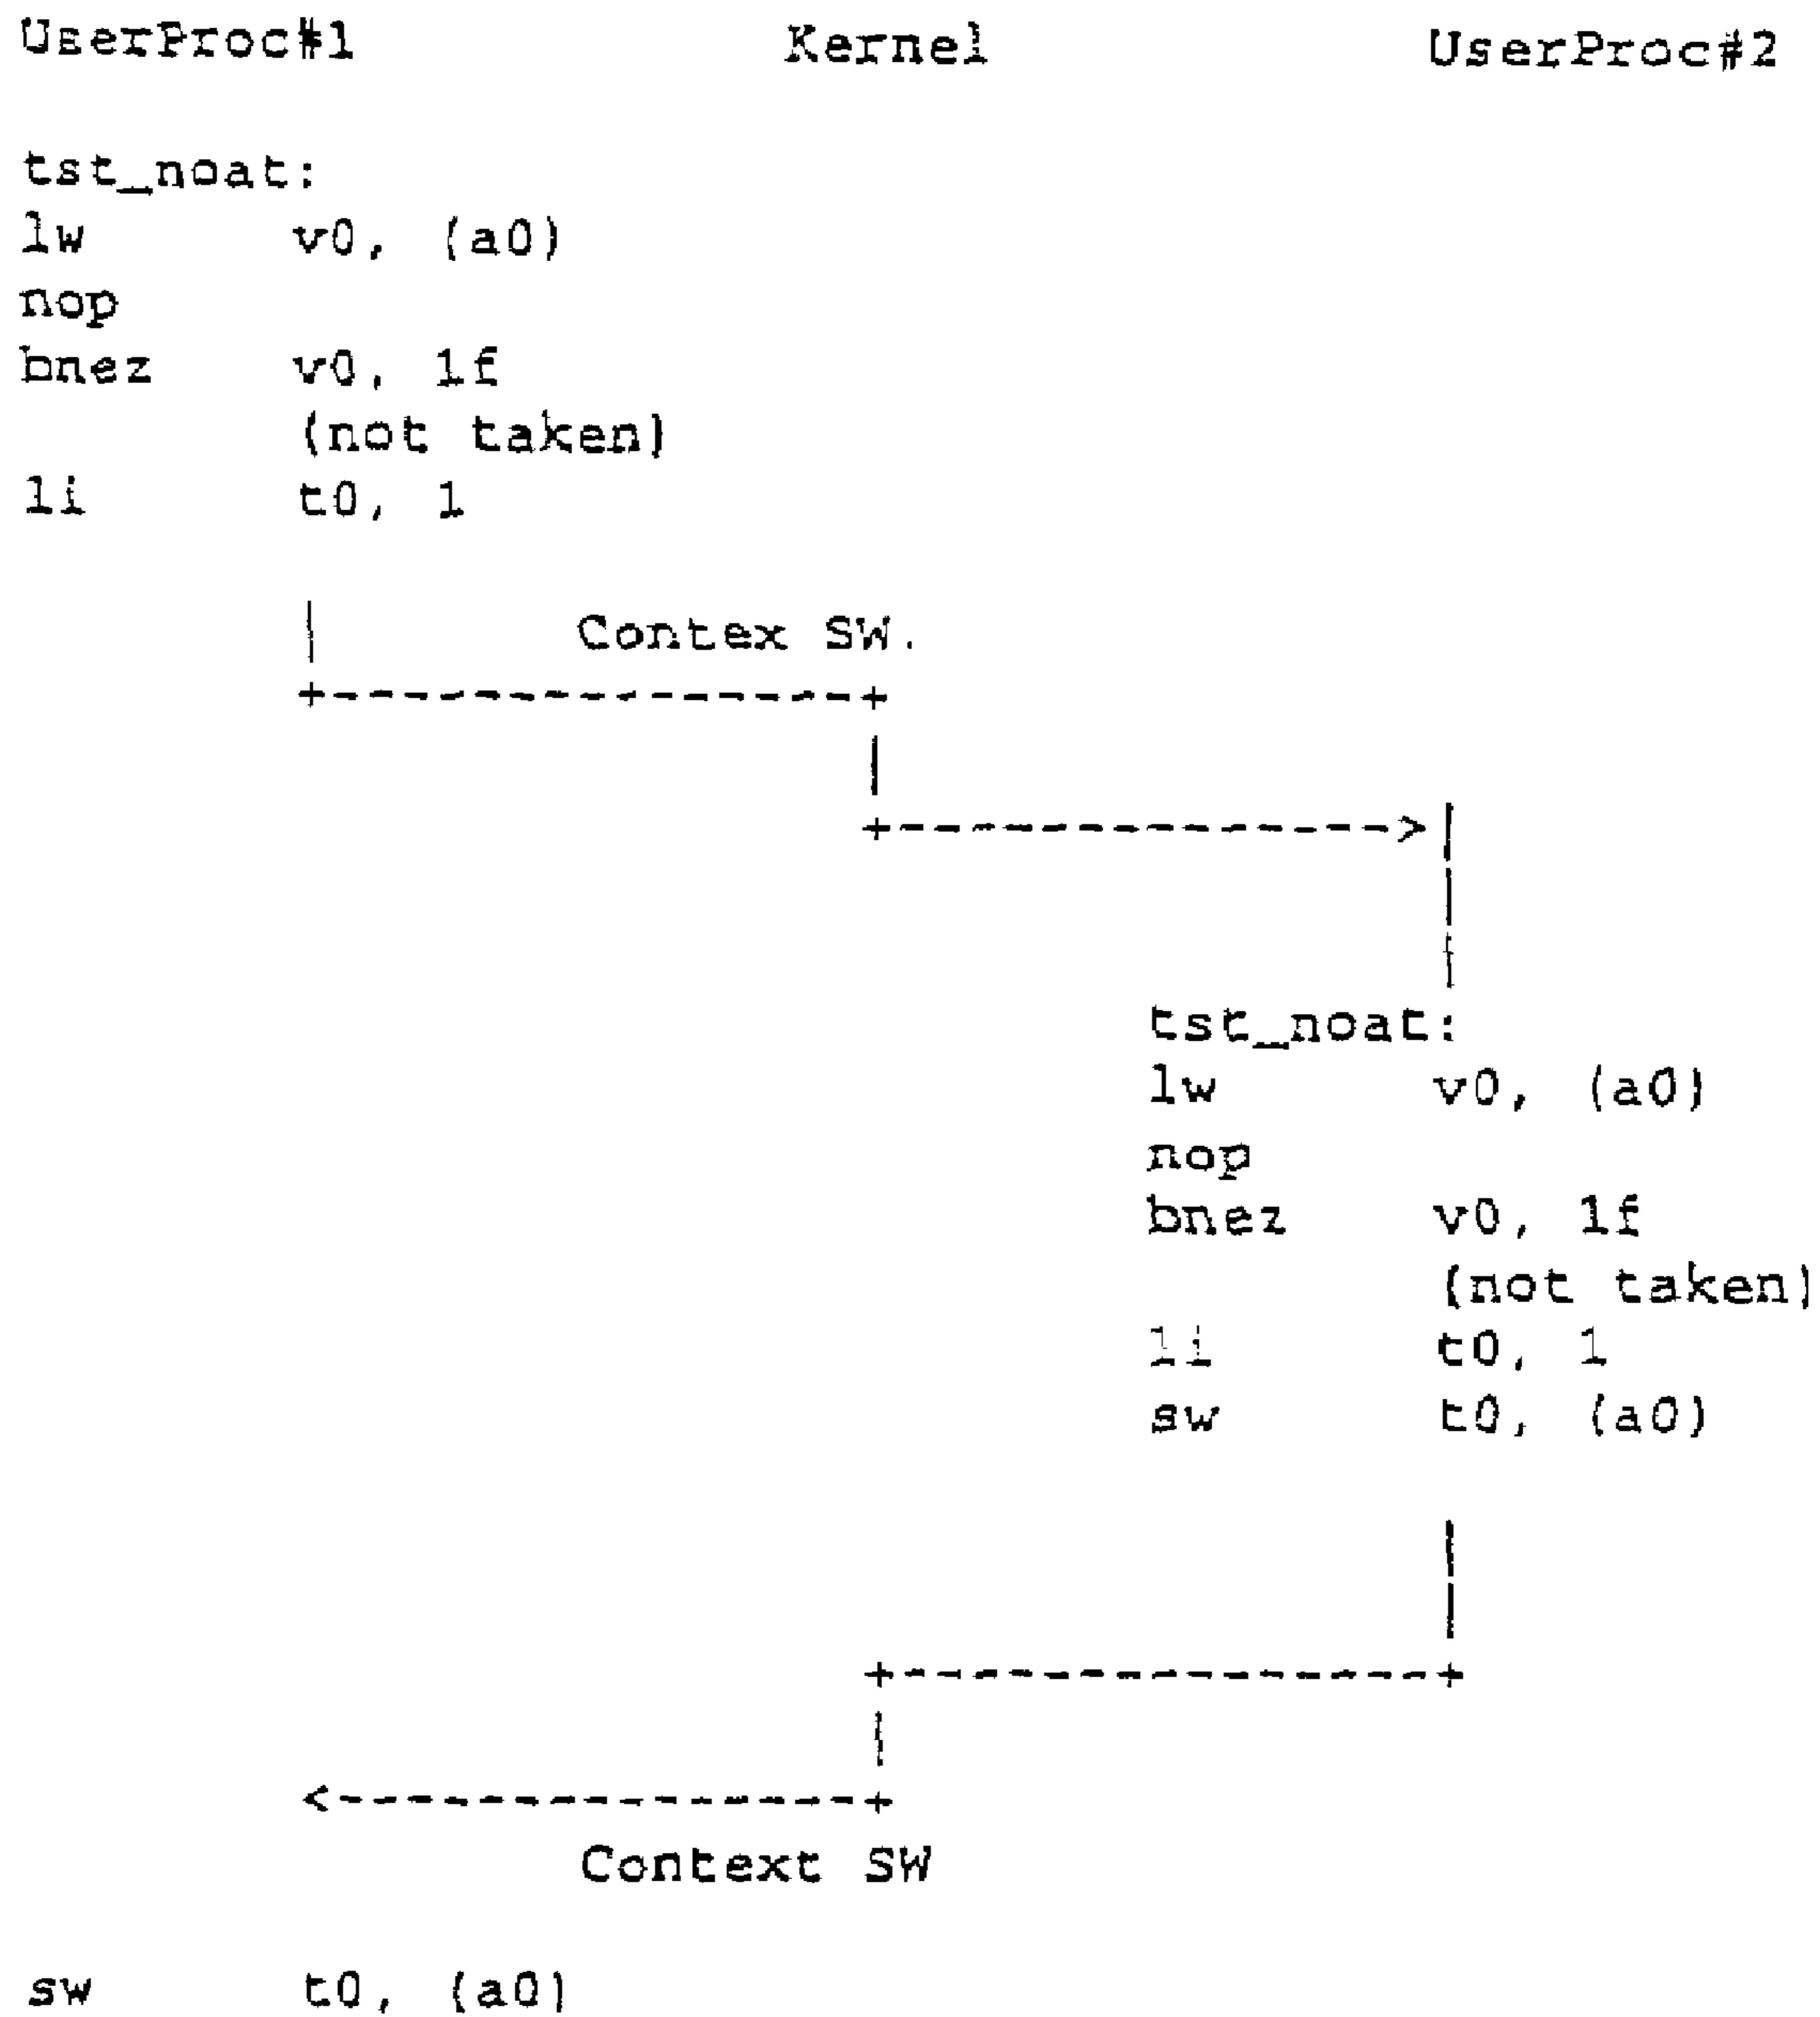 UserProc#1 Kernel UserProc#2
tst_noat:
lw v0, (a0)
nop
bnez v0, 1f
(not taken)
li t0, 1
Contex SW.
tst_noat:
lw v0, (a0)
nop
bnez v0, 1f
(not taken)
li t0, 1
sw t0, (a0)
Context SW
sw t0, (a0)